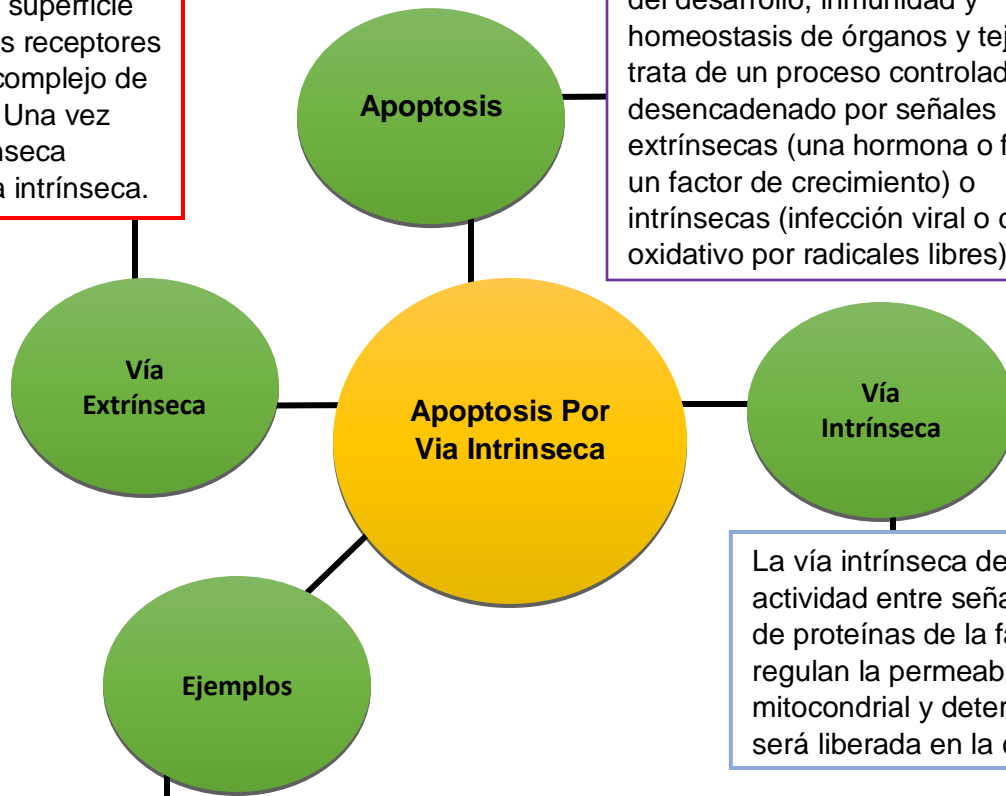 superficie
s receptores
complejo de
Una vez
nseca
a intrínseca.
Apoptosis
del desarrollo, inmunidad y
homeostasis de órganos y tej
trata de un proceso controlad
desencadenado por señales
extrínsecas (una hormona o f
un factor de crecimiento) o
intrínsecas (infección viral o
oxidativo por radicales libres)
Vía
Extrínseca
Apoptosis Por
Via Intrinseca
Vía
Intrínseca
La vía intrínseca de
actividad entre seña
de proteínas de la fa
regulan la permeab
mitocondrial y deter
será liberada en la
Ejemplos